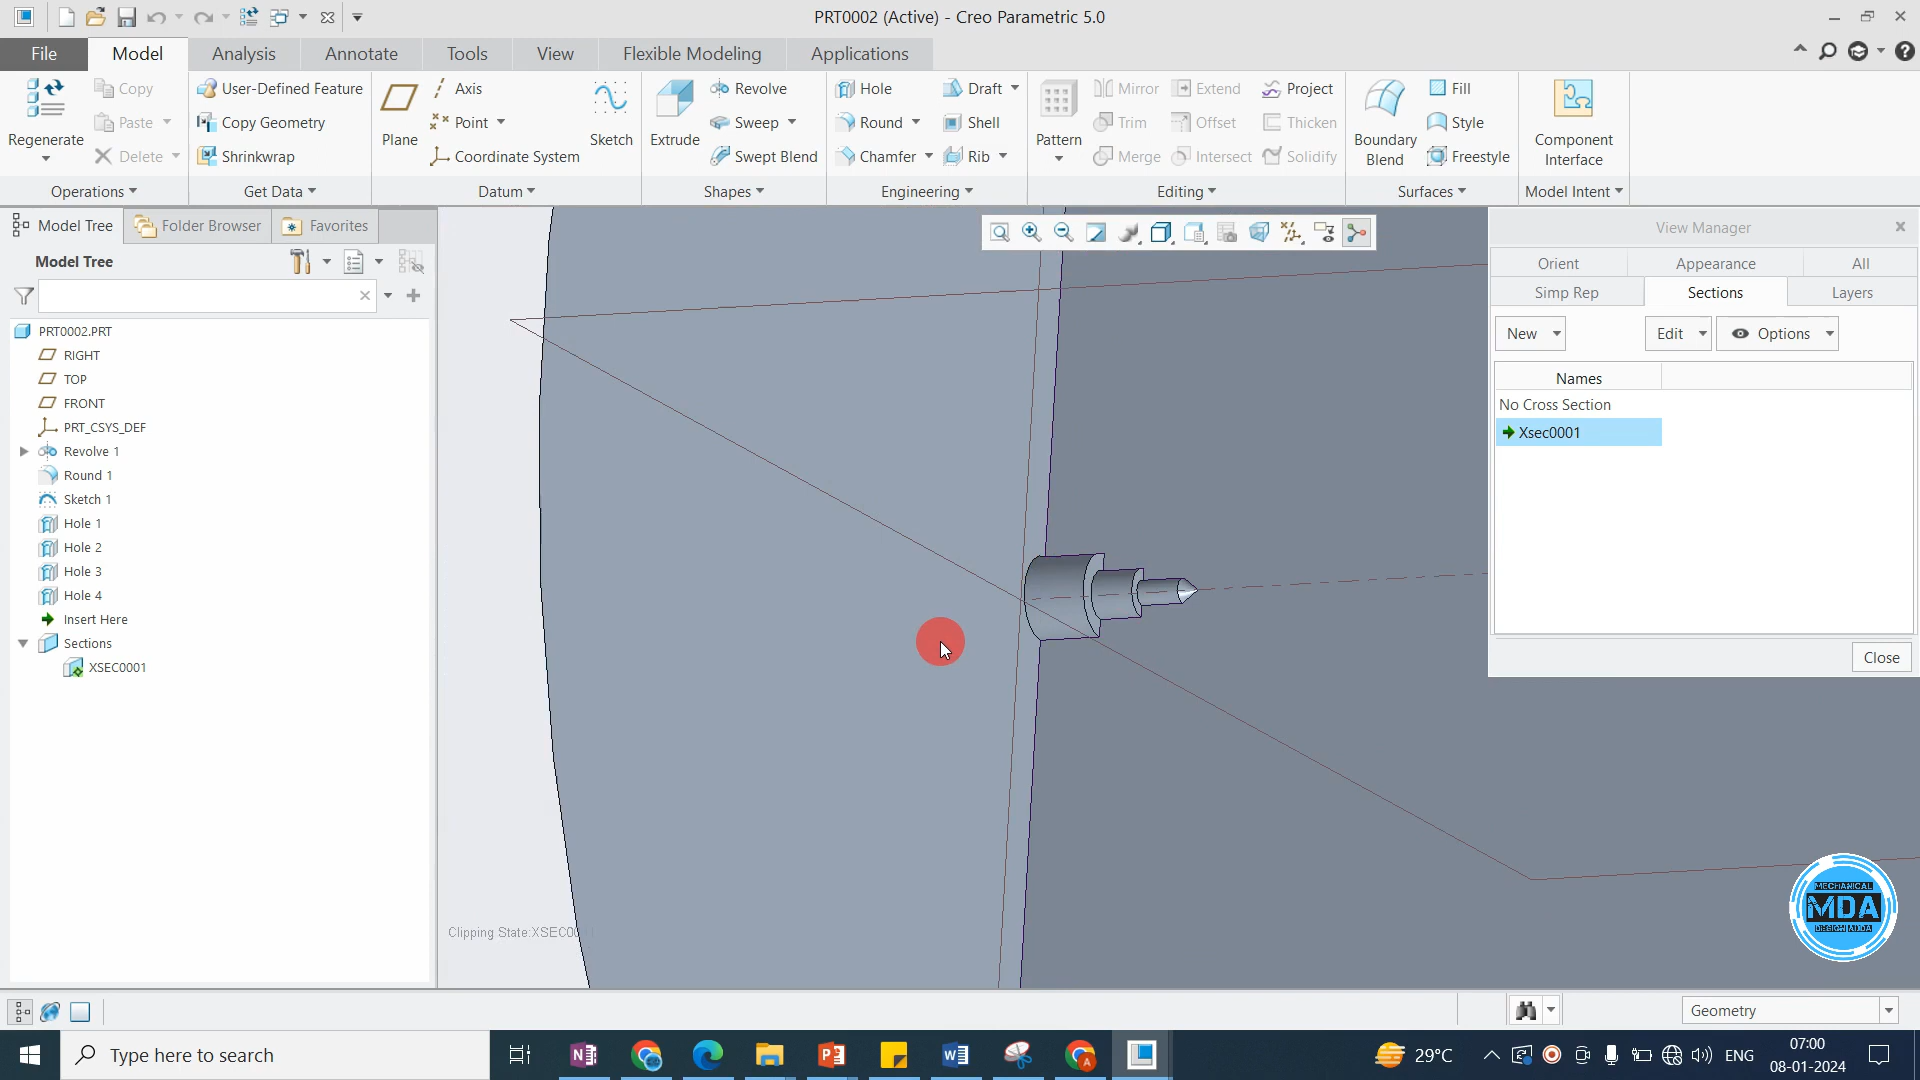 PRT0002 (Active) - Creo Parametric 5.0
File Model Analysis Annotate Tools View Flexible Modeling Applications
Regenerate
Copy
Paste
Delete
Operations
User-Defined Feature
Copy Geometry
Shrinkwrap
Get Data
Plane
Axis
Point
Coordinate System
Sketch
Datum
Extrude
Revolve
Sweep
Swept Blend
Shapes
Hole
Round
Chamfer
Draft
Shell
Rib
Engineering
Pattern
Mirror
Trim
Merge
Extend
Offset
Intersect
Project
Thicken
Solidify
Editing
Boundary
Blend
Fill
Style
Freestyle
Surfaces
Component
Interface
Model Intent
Model Tree Folder Browser Favorites
Model Tree
PRT0002.PRT
RIGHT
TOP
FRONT
PRT_CSYS_DEF
Revolve 1
Round 1
Sketch 1
Hole 1
Hole 2
Hole 3
Hole 4
Insert Here
Sections
XSEC0001
View Manager
Orient Appearance All
Simp Rep Sections Layers
New Edit Options
Names
No Cross Section
Xsec0001
Close
MECHANICAL
MDA
DESIGN ADDA
Geometry
Type here to search
29°C
ENG
07:00
08-01-2024